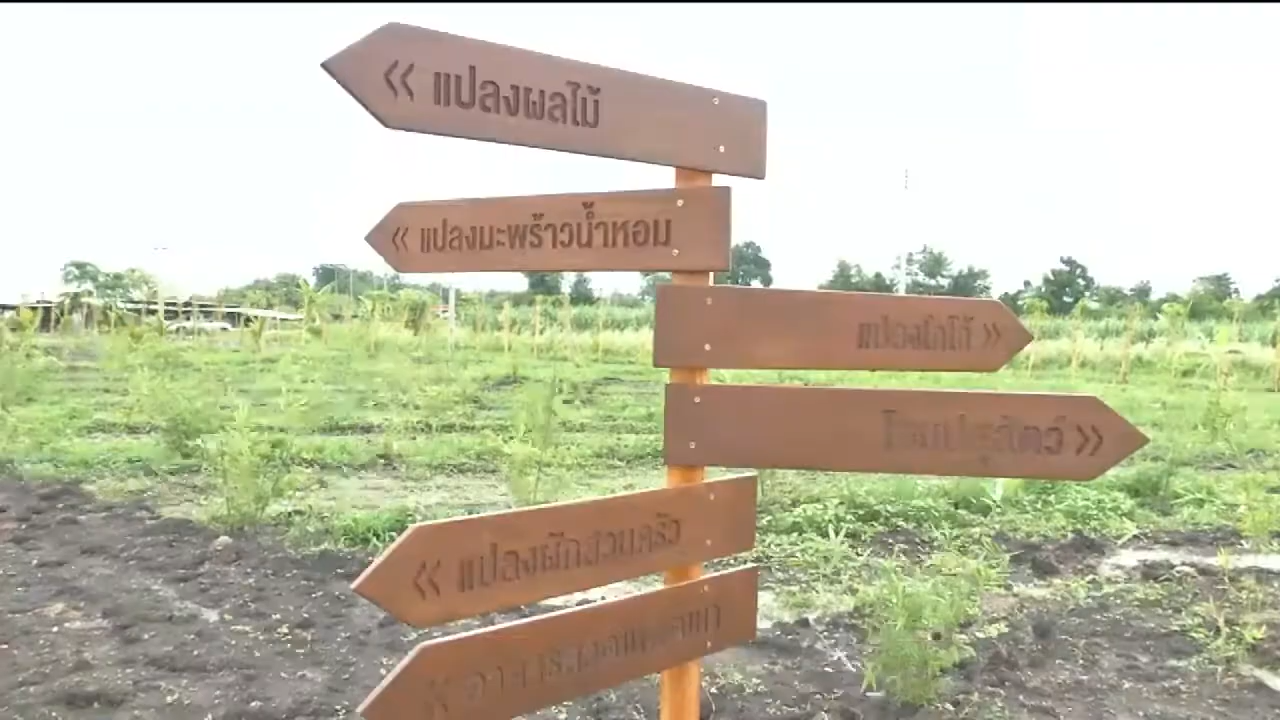 « แปลงผลไม้
« แปลงมะพร้าวน้ำหอม
แปลงโกโก้ »
โซนปศุสัตว์ »
« แปลงผักสวนครัว